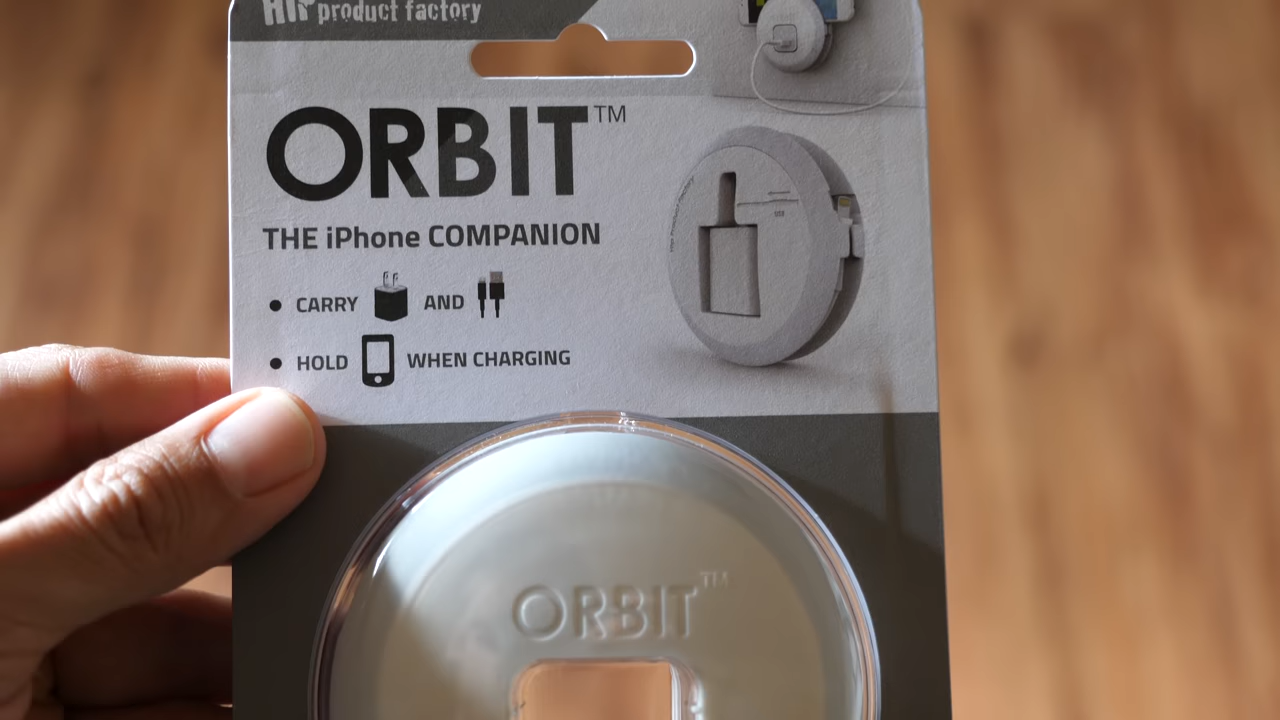 product factory
ORBIT™
THE iPhone COMPANION
CARRY AND
HOLD WHEN CHARGING
ORBIT™